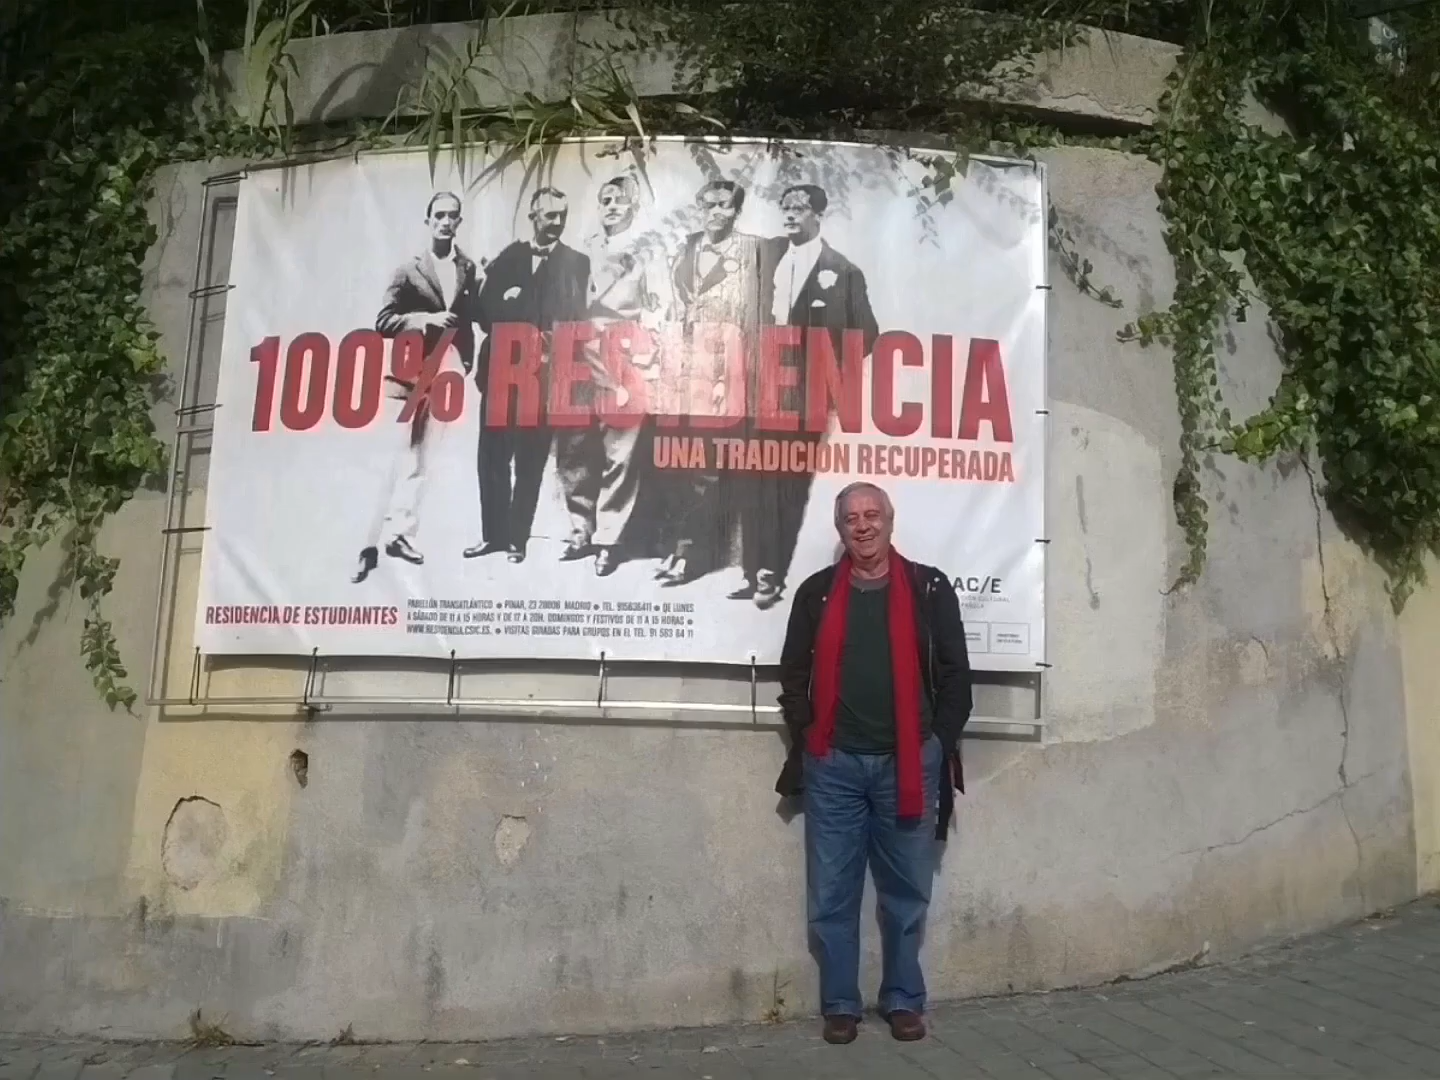 100% RESIDENCIA
UNA TRADICIÓN RECUPERADA
RESIDENCIA DE ESTUDIANTES
PABELLÓN TRANSATLÁNTICO ● PINAR, 23 28006 MADRID ● TEL. 915636411 ● DE LUNES
A SÁBADO DE 11 A 15 HORAS Y DE 17 A 20H. DOMINGOS Y FESTIVOS DE 11 A 15 HORAS ●
WWW.RESIDENCIA.CSIC.ES. ● VISITAS GUIADAS PARA GRUPOS EN EL TEL. 91 563 64 11
AC/E